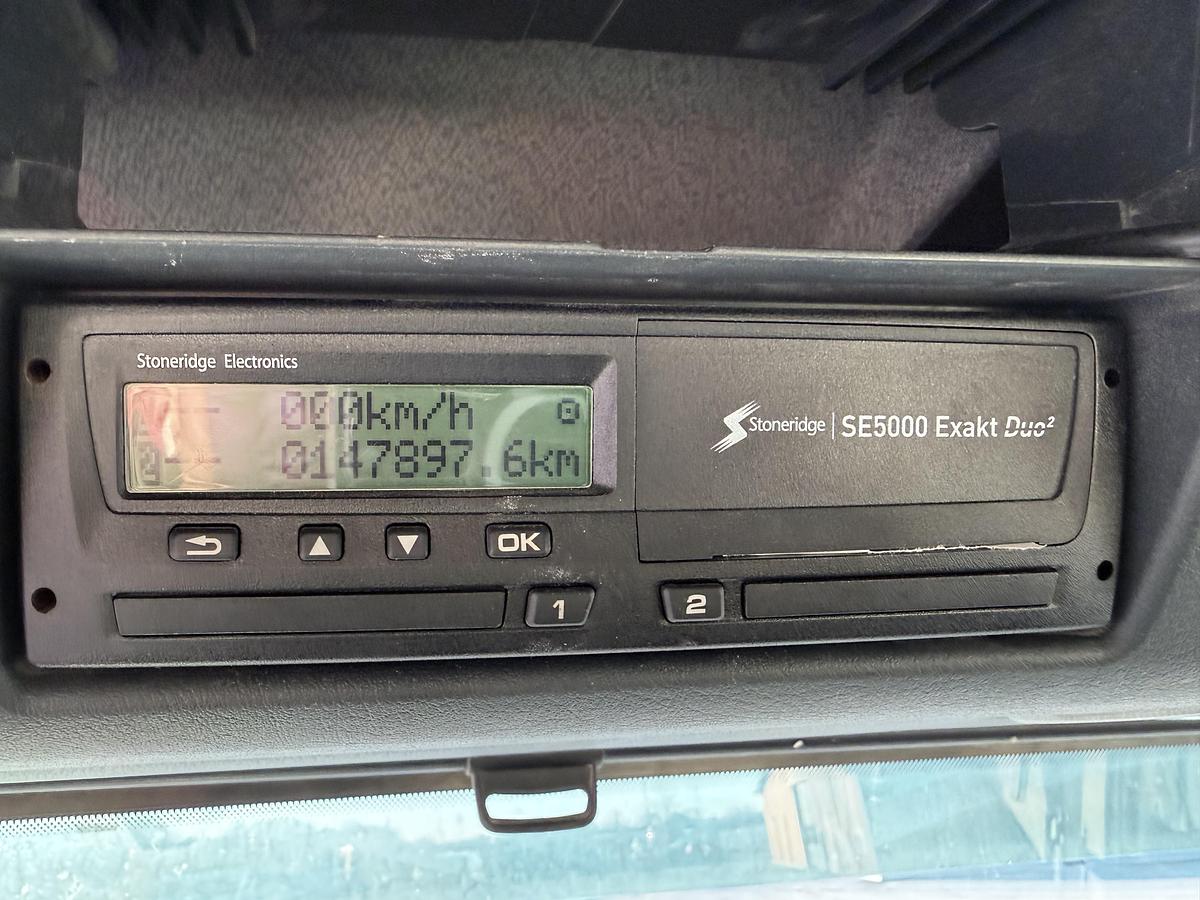 Stoneridge Electronics
000km/h
0147897.6km
Stoneridge | SE5000 Exakt Duo²
OK
1
2